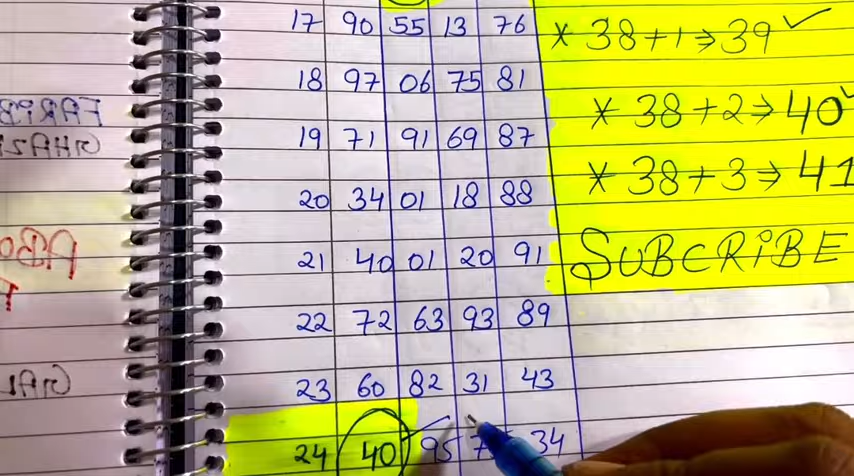 17 90 55 13 76
* 38+1⇒39 ✓
18 97 06 75 81
* 38+2⇒40
19 71 91 69 87
* 38+3⇒41
20 34 01 18 88
SUBSCRIBE
21 40 01 20 91
22 72 63 93 89
23 60 82 31 43
24 40 95 34